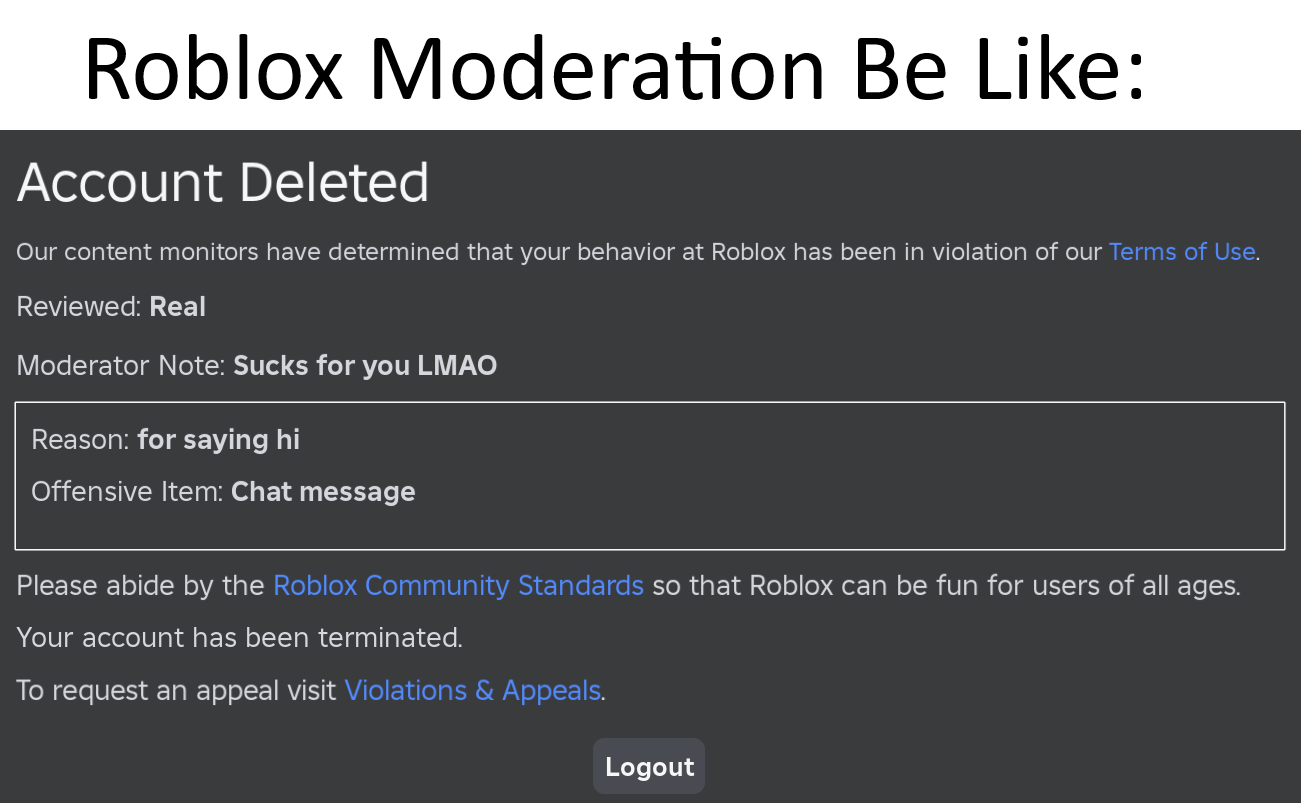 Roblox Moderation Be Like:
Account Deleted
Our content monitors have determined that your behavior at Roblox has been in violation of our Terms of Use.
Reviewed: Real
Moderator Note: Sucks for you LMAO
Reason: for saying hi
Offensive Item: Chat message
Please abide by the Roblox Community Standards so that Roblox can be fun for users of all ages.
Your account has been terminated.
To request an appeal visit Violations & Appeals.
Logout